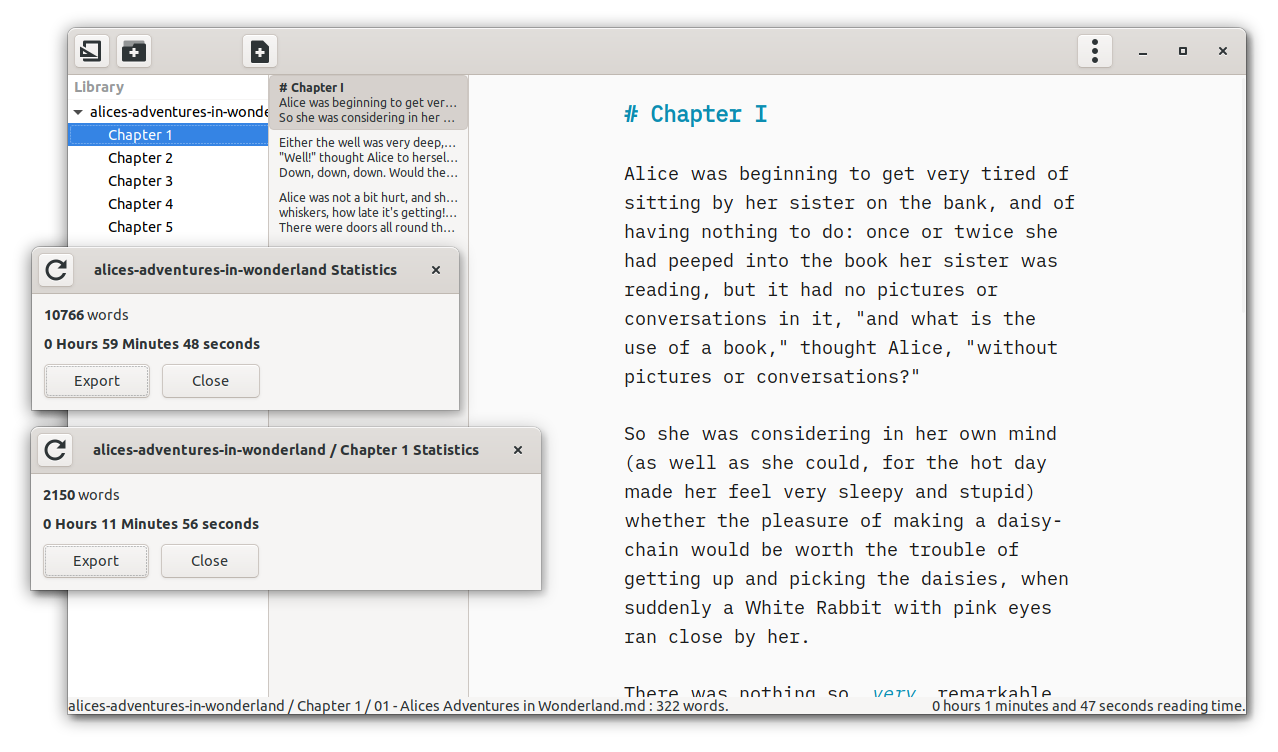 Library
alices-adventures-in-wonde
Chapter 1
Chapter 2
Chapter 3
Chapter 4
Chapter 5
# Chapter I
Alice was beginning to get ver…
So she was considering in her …
Either the well was very deep,…
"Well!" thought Alice to hersel…
Down, down, down. Would the…
Alice was not a bit hurt, and sh…
whiskers, how late it's getting!…
There were doors all round th…
alices-adventures-in-wonderland Statistics
10766 words
0 Hours 59 Minutes 48 seconds
Export
Close
alices-adventures-in-wonderland / Chapter 1 Statistics
2150 words
0 Hours 11 Minutes 56 seconds
Export
Close
# Chapter I
Alice was beginning to get very tired of
sitting by her sister on the bank, and of
having nothing to do: once or twice she
had peeped into the book her sister was
reading, but it had no pictures or
conversations in it, "and what is the
use of a book," thought Alice, "without
pictures or conversations?"
So she was considering in her own mind
(as well as she could, for the hot day
made her feel very sleepy and stupid)
whether the pleasure of making a daisy-
chain would be worth the trouble of
getting up and picking the daisies, when
suddenly a White Rabbit with pink eyes
ran close by her.
There was nothing so _very_ remarkable
alices-adventures-in-wonderland / Chapter 1 / 01 - Alices Adventures in Wonderland.md : 322 words.
0 hours 1 minutes and 47 seconds reading time.